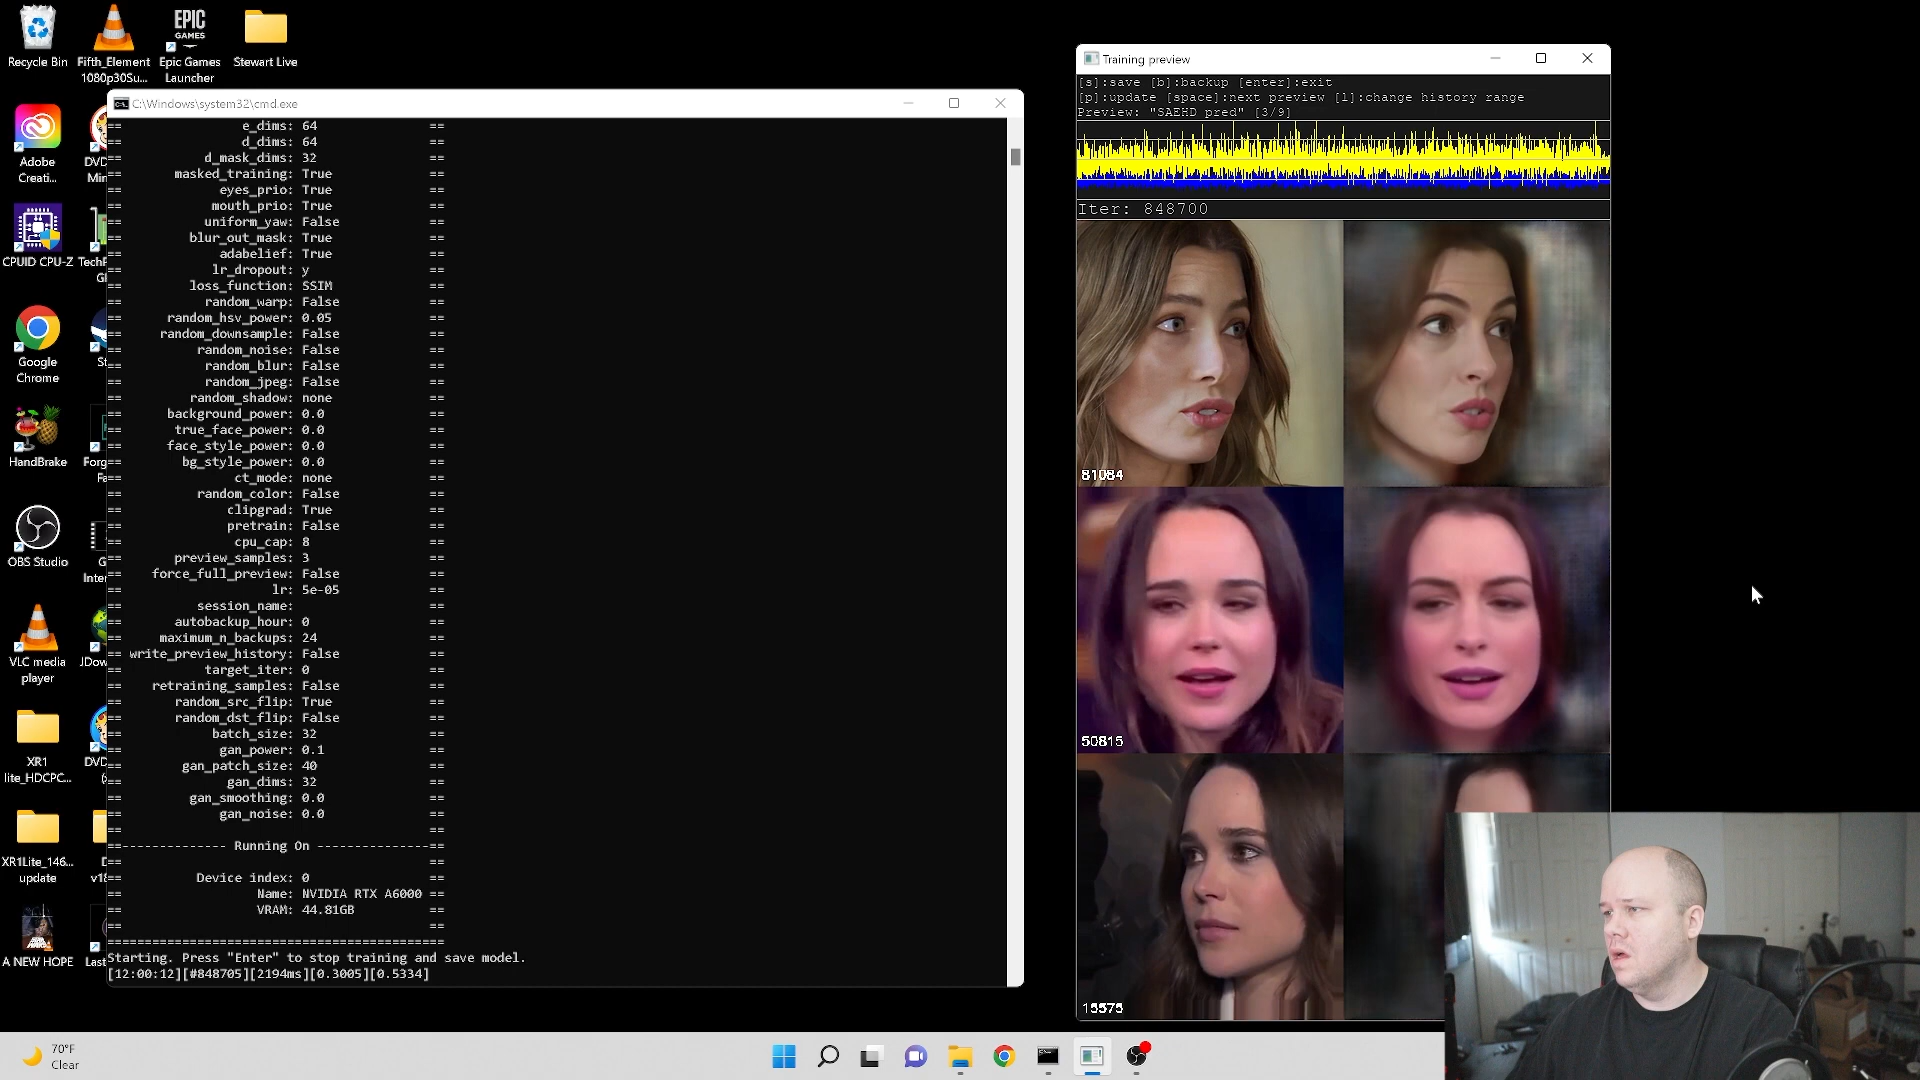 Recycle Bin
Fifth_Element
1080p30Su...
EPIC
GAMES
Epic Games
Launcher
Stewart Live
Adobe
Creati...
CPUID CPU-Z
Google
Chrome
HandBrake
OBS Studio
VLC media
player
XR1
lite_HDCPC...
XR1Lite_146...
update
A NEW HOPE
C:\Windows\system32\cmd.exe
== e_dims: 64 ==
== d_dims: 64 ==
== d_mask_dims: 32 ==
== masked_training: True ==
== eyes_prio: True ==
== mouth_prio: True ==
== uniform_yaw: False ==
== blur_out_mask: True ==
== adabelief: True ==
== lr_dropout: y ==
== loss_function: SSIM ==
== random_warp: False ==
== random_hsv_power: 0.05 ==
== random_downsample: False ==
== random_noise: False ==
== random_blur: False ==
== random_jpeg: False ==
== random_shadow: none ==
== background_power: 0.0 ==
== true_face_power: 0.0 ==
== face_style_power: 0.0 ==
== bg_style_power: 0.0 ==
== ct_mode: none ==
== random_color: False ==
== clipgrad: True ==
== pretrain: False ==
== cpu_cap: 8 ==
== preview_samples: 3 ==
== force_full_preview: False ==
== lr: 5e-05 ==
== session_name: ==
== autobackup_hour: 0 ==
== maximum_n_backups: 24 ==
== write_preview_history: False ==
== target_iter: 0 ==
== retraining_samples: False ==
== random_src_flip: True ==
== random_dst_flip: False ==
== batch_size: 32 ==
== gan_power: 0.1 ==
== gan_patch_size: 40 ==
== gan_dims: 32 ==
== gan_smoothing: 0.0 ==
== gan_noise: 0.0 ==
== ==
==-------------- Running On ---------------==
== ==
== Device index: 0 ==
== Name: NVIDIA RTX A6000 ==
== VRAM: 44.81GB ==
== ==
=============================================
Starting. Press "Enter" to stop training and save model.
[12:00:12][#848705][2194ms][0.3005][0.5334]
Training preview
[s]:save [b]:backup [enter]:exit
[p]:update [space]:next preview [l]:change history range
Preview: "SAEHD pred" [3/9]
Iter: 848700
81084
50815
15575
70°F
Clear